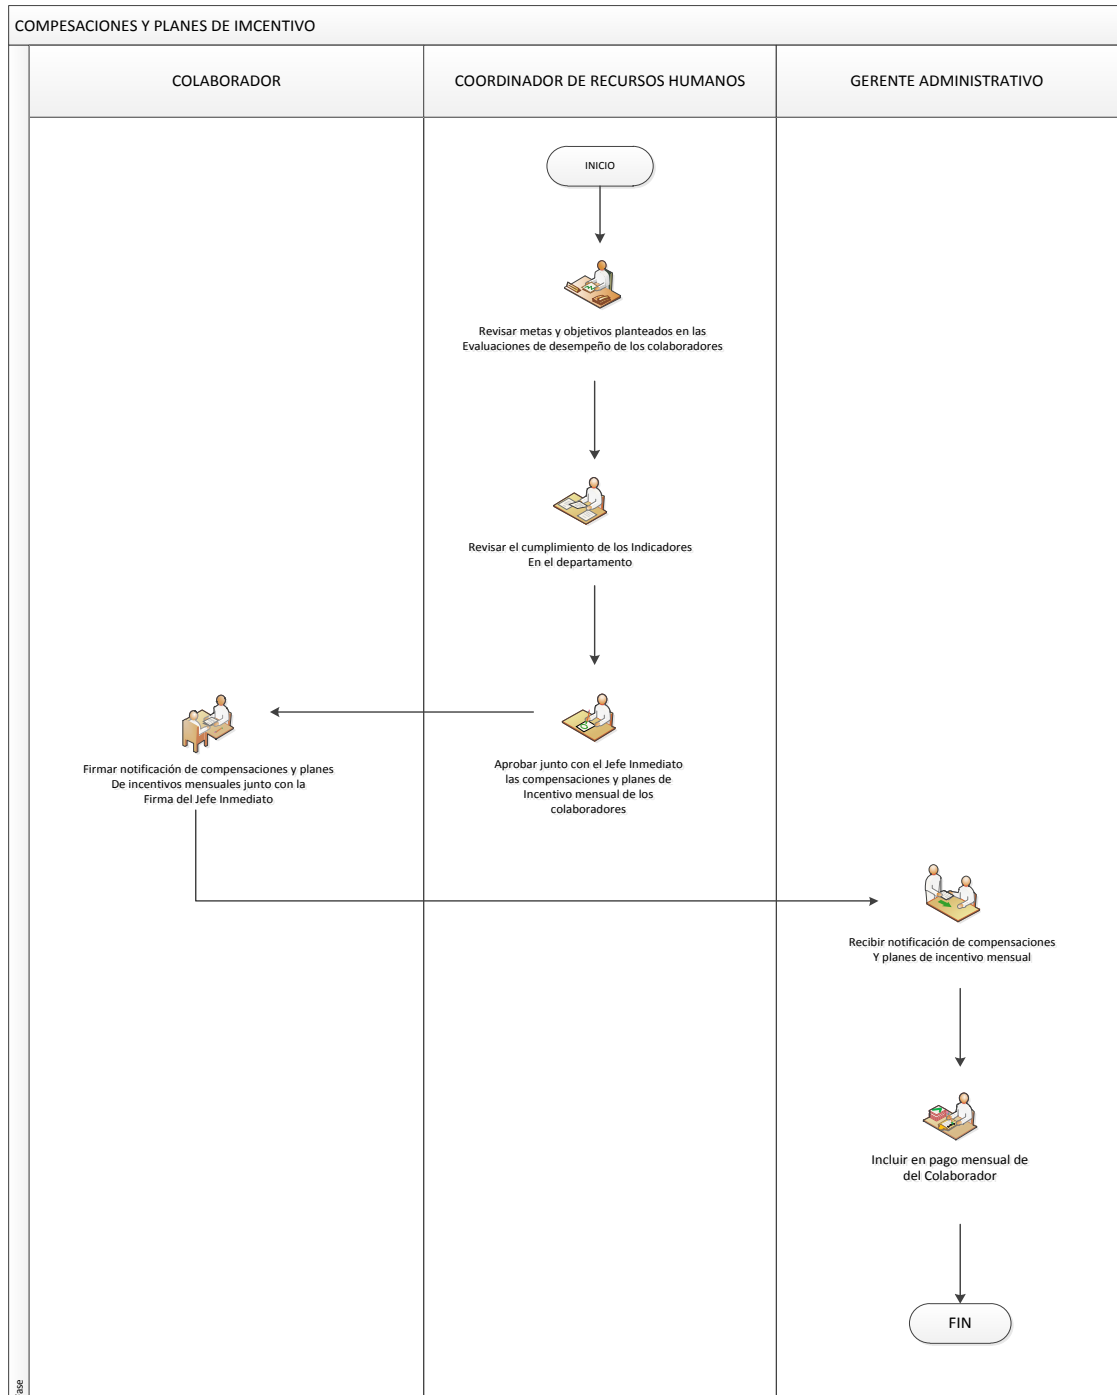 COMPESACIONES Y PLANES DE IMCENTIVO
COLABORADOR
COORDINADOR DE RECURSOS HUMANOS
GERENTE ADMINISTRATIVO
INICIO
Revisar metas y objetivos planteados en las
Evaluaciones de desempeño de los colaboradores
Revisar el cumplimiento de los Indicadores
En el departamento
Aprobar junto con el Jefe Inmediato
las compensaciones y planes de
Incentivo mensual de los
colaboradores
Firmar notificación de compensaciones y planes
De incentivos mensuales junto con la
Firma del Jefe Inmediato
Recibir notificación de compensaciones
Y planes de incentivo mensual
Incluir en pago mensual de
del Colaborador
FIN